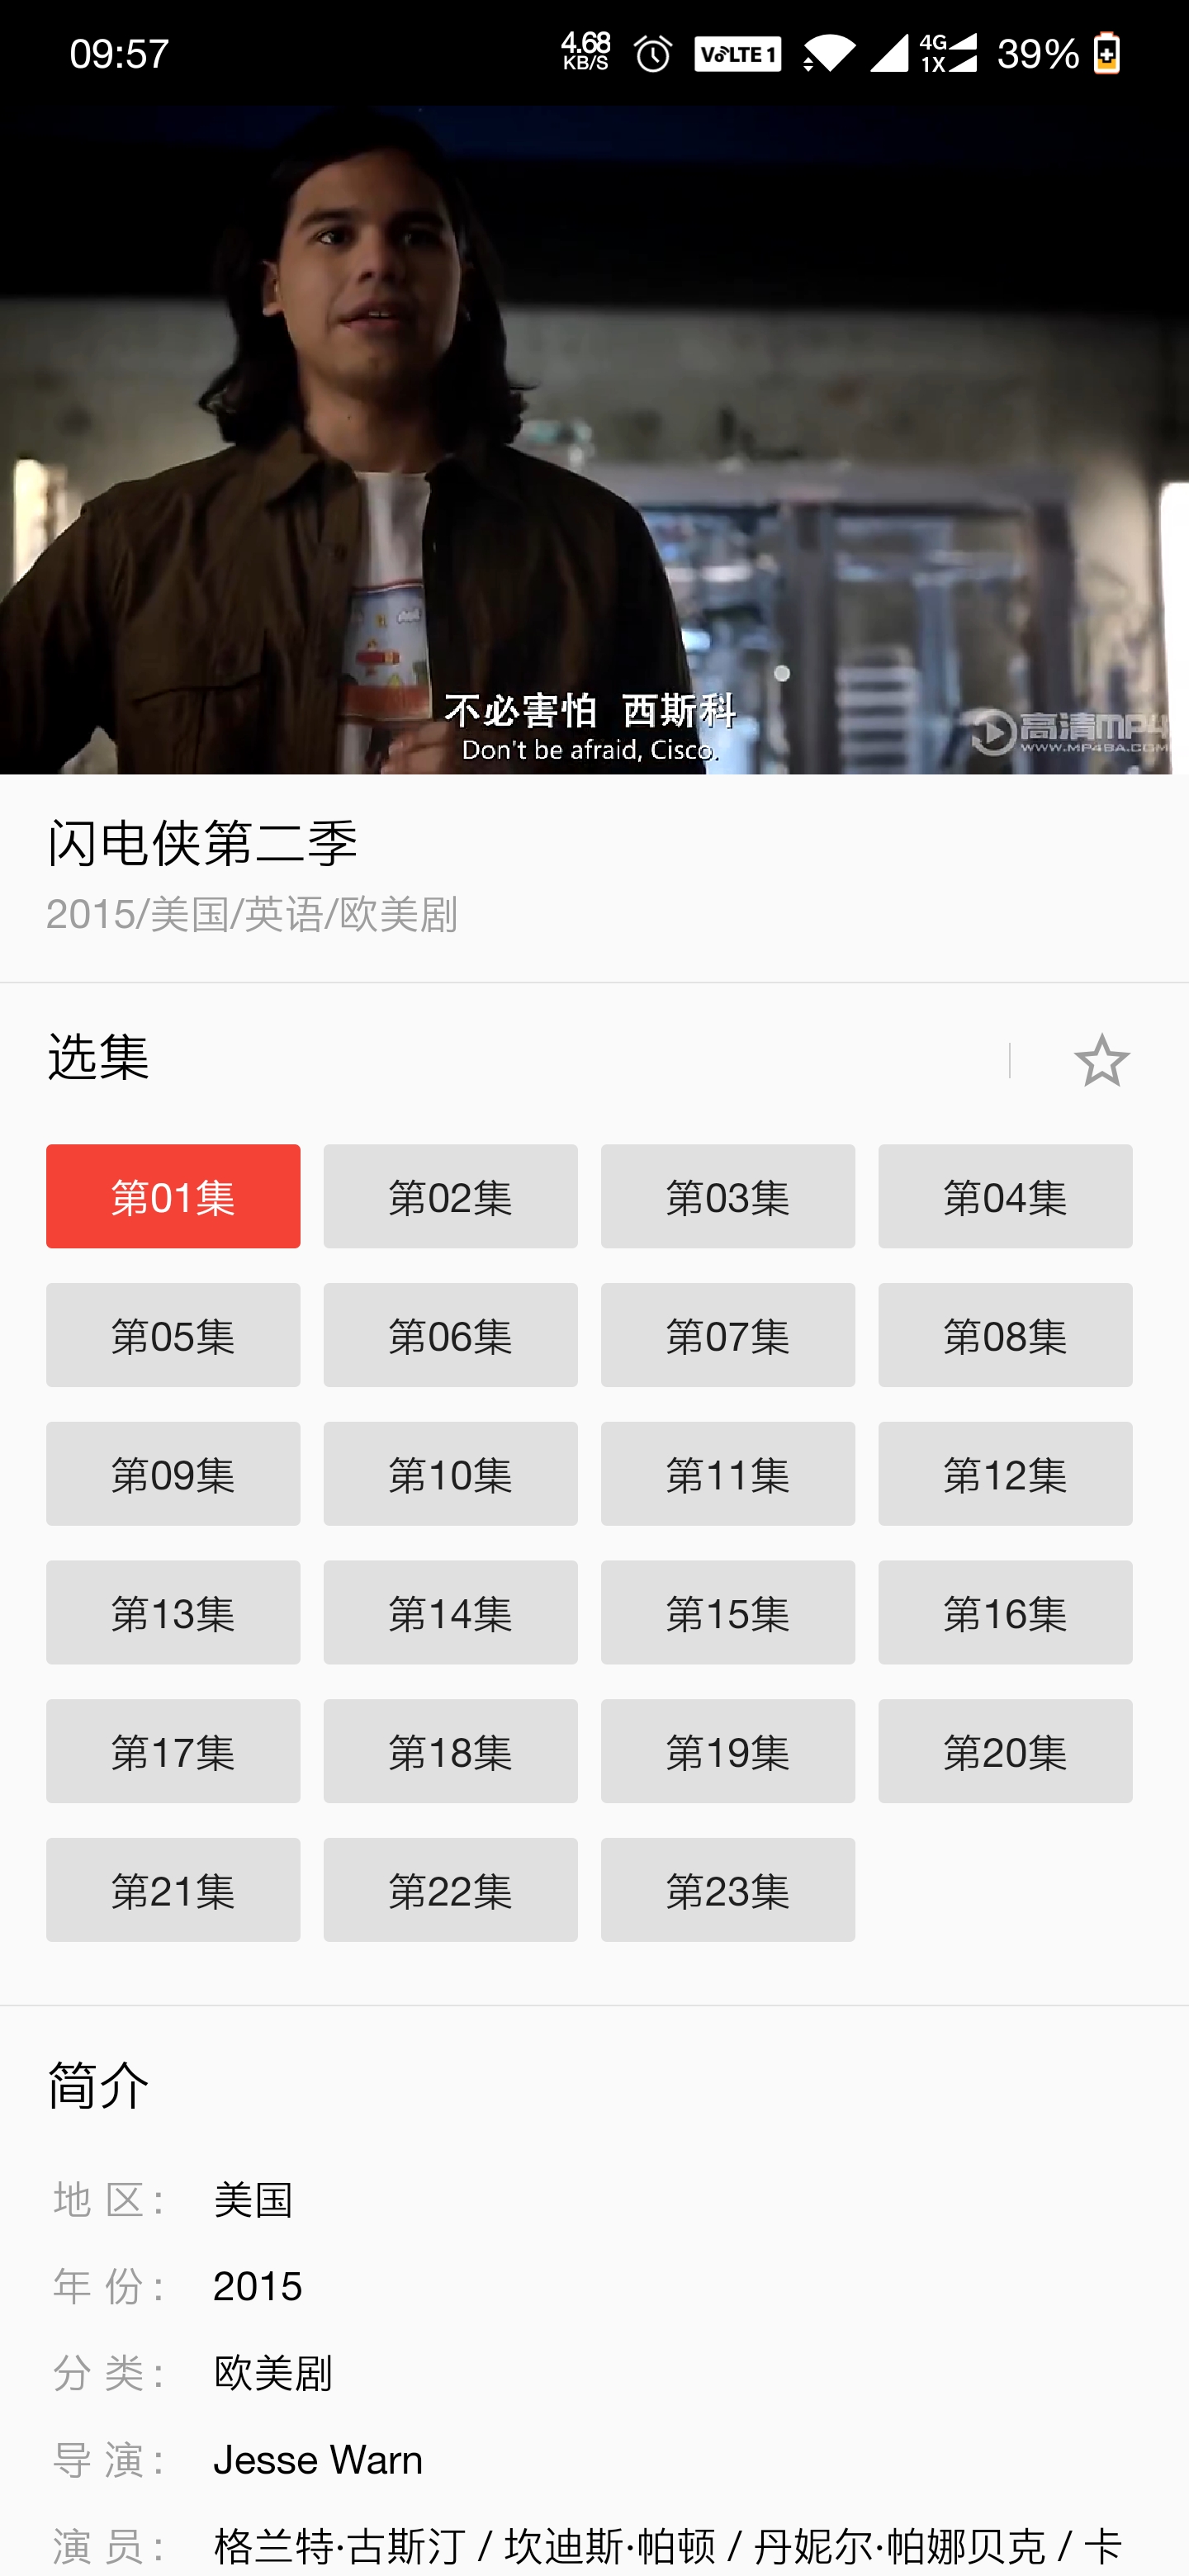 09:57
4.68
KB/S
VoLTE 1
4G
1X
39%
不必害怕 西斯科
Don't be afraid, Cisco.
高清MP4
WWW.MP4BA.COM
闪电侠第二季
2015/美国/英语/欧美剧
选集
第01集 第02集 第03集 第04集
第05集 第06集 第07集 第08集
第09集 第10集 第11集 第12集
第13集 第14集 第15集 第16集
第17集 第18集 第19集 第20集
第21集 第22集 第23集
简介
地 区： 美国
年 份： 2015
分 类： 欧美剧
导 演： Jesse Warn
演 员： 格兰特·古斯汀 / 坎迪斯·帕顿 / 丹妮尔·帕娜贝克 / 卡